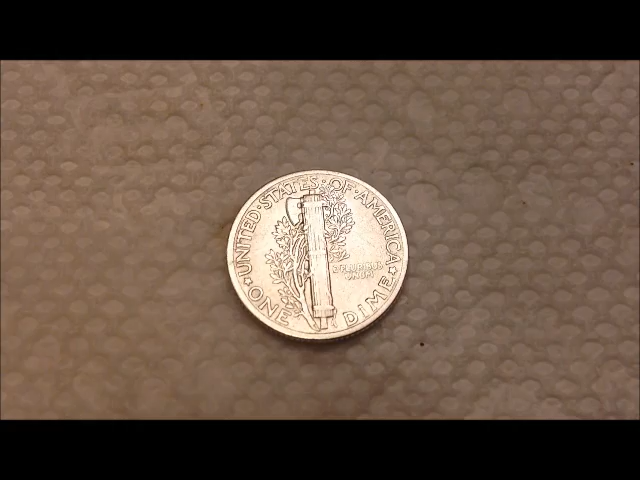 UNITED·STATES·OF·AMERICA
E PLURIBUS
UNUM
ONE DIME